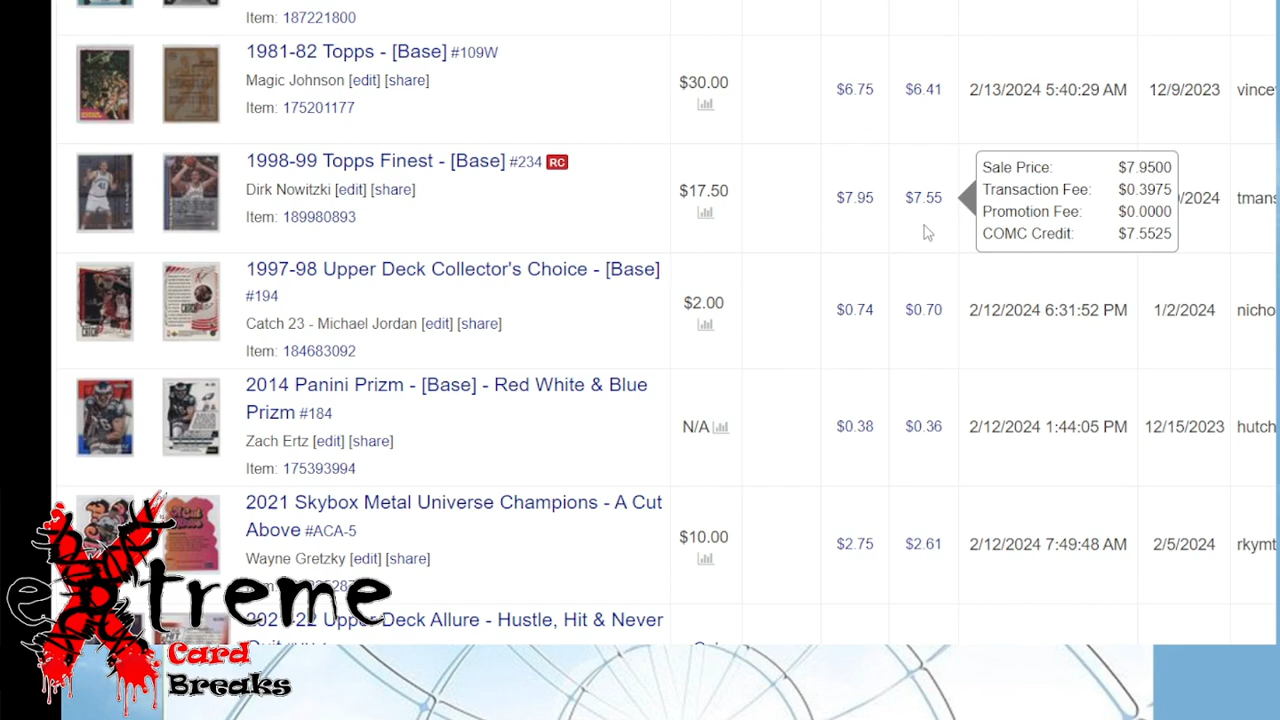 Item: 187221800
1981-82 Topps - [Base] #109W
Magic Johnson [edit] [share]
Item: 175201177
$30.00
$6.75
$6.41
2/13/2024 5:40:29 AM
12/9/2023
vince
1998-99 Topps Finest - [Base] #234 RC
Dirk Nowitzki [edit] [share]
Item: 189980893
$17.50
$7.95
$7.55
Sale Price: $7.9500
Transaction Fee: $0.3975
Promotion Fee: $0.0000
COMC Credit: $7.5525
/2024
tmans
1997-98 Upper Deck Collector's Choice - [Base]
#194
Catch 23 - Michael Jordan [edit] [share]
Item: 184683092
$2.00
$0.74
$0.70
2/12/2024 6:31:52 PM
1/2/2024
nicho
2014 Panini Prizm - [Base] - Red White & Blue
Prizm #184
Zach Ertz [edit] [share]
Item: 175393994
N/A
$0.38
$0.36
2/12/2024 1:44:05 PM
12/15/2023
hutch
2021 Skybox Metal Universe Champions - A Cut
Above #ACA-5
Wayne Gretzky [edit] [share]
$10.00
$2.75
$2.61
2/12/2024 7:49:48 AM
2/5/2024
rkymt
Upper Deck Allure - Hustle, Hit & Never
eXtreme
Card
Breaks